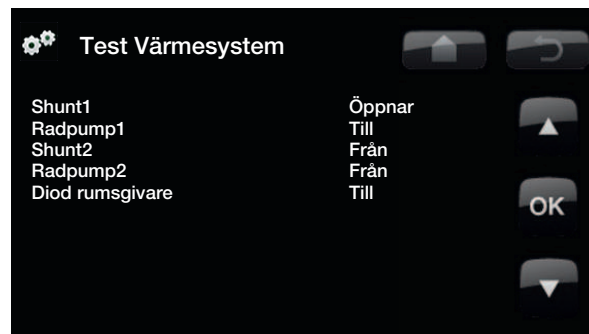 Test Värmesystem
Shunt1 Öppnar
Radpump1 Till
Shunt2 Från
Radpump2 Från
Diod rumsgivare Till
OK